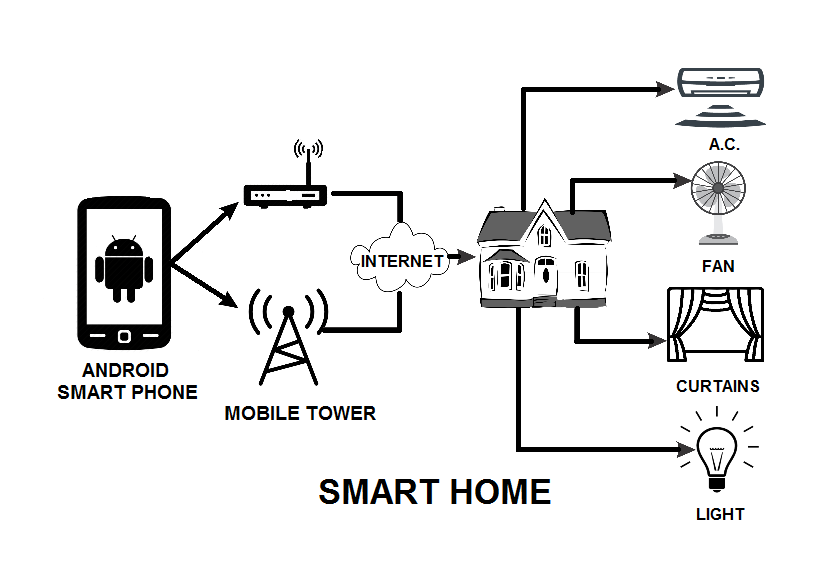 A.C.
INTERNET
FAN
ANDROID
SMART PHONE
CURTAINS
MOBILE TOWER
SMART HOME
LIGHT